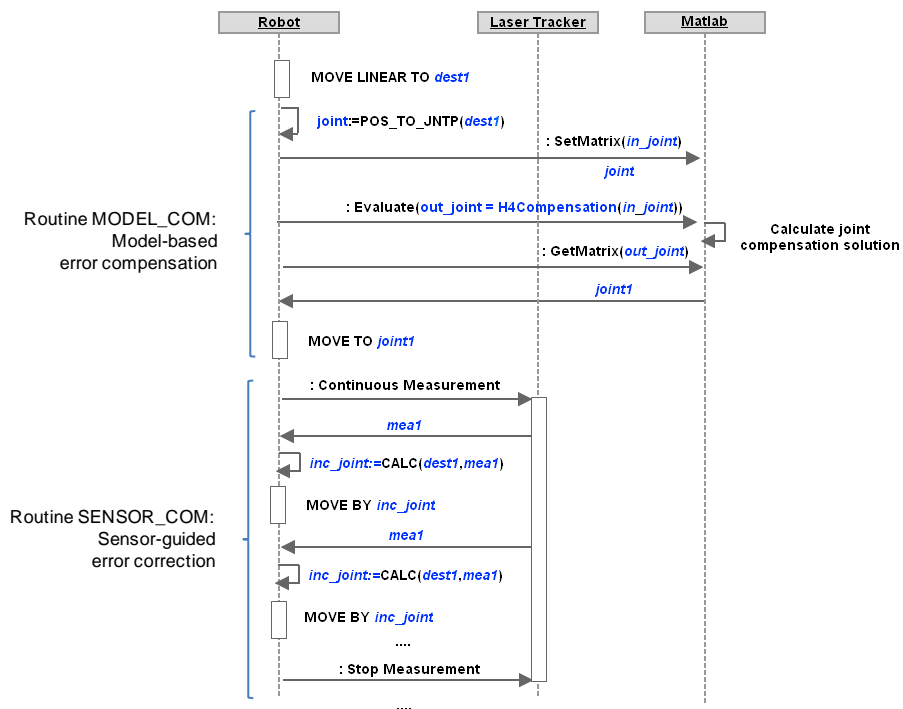 Robot
Laser Tracker
Matlab
MOVE LINEAR TO dest1
joint:=POS_TO_JNTP(dest1)
: SetMatrix(in_joint)
joint
: Evaluate(out_joint = H4Compensation(in_joint))
Calculate joint
compensation solution
Routine MODEL_COM:
Model-based
error compensation
: GetMatrix(out_joint)
joint1
MOVE TO joint1
: Continuous Measurement
mea1
inc_joint:=CALC(dest1,mea1)
MOVE BY inc_joint
Routine SENSOR_COM:
Sensor-guided
error correction
mea1
inc_joint:=CALC(dest1,mea1)
MOVE BY inc_joint
....
: Stop Measurement
....